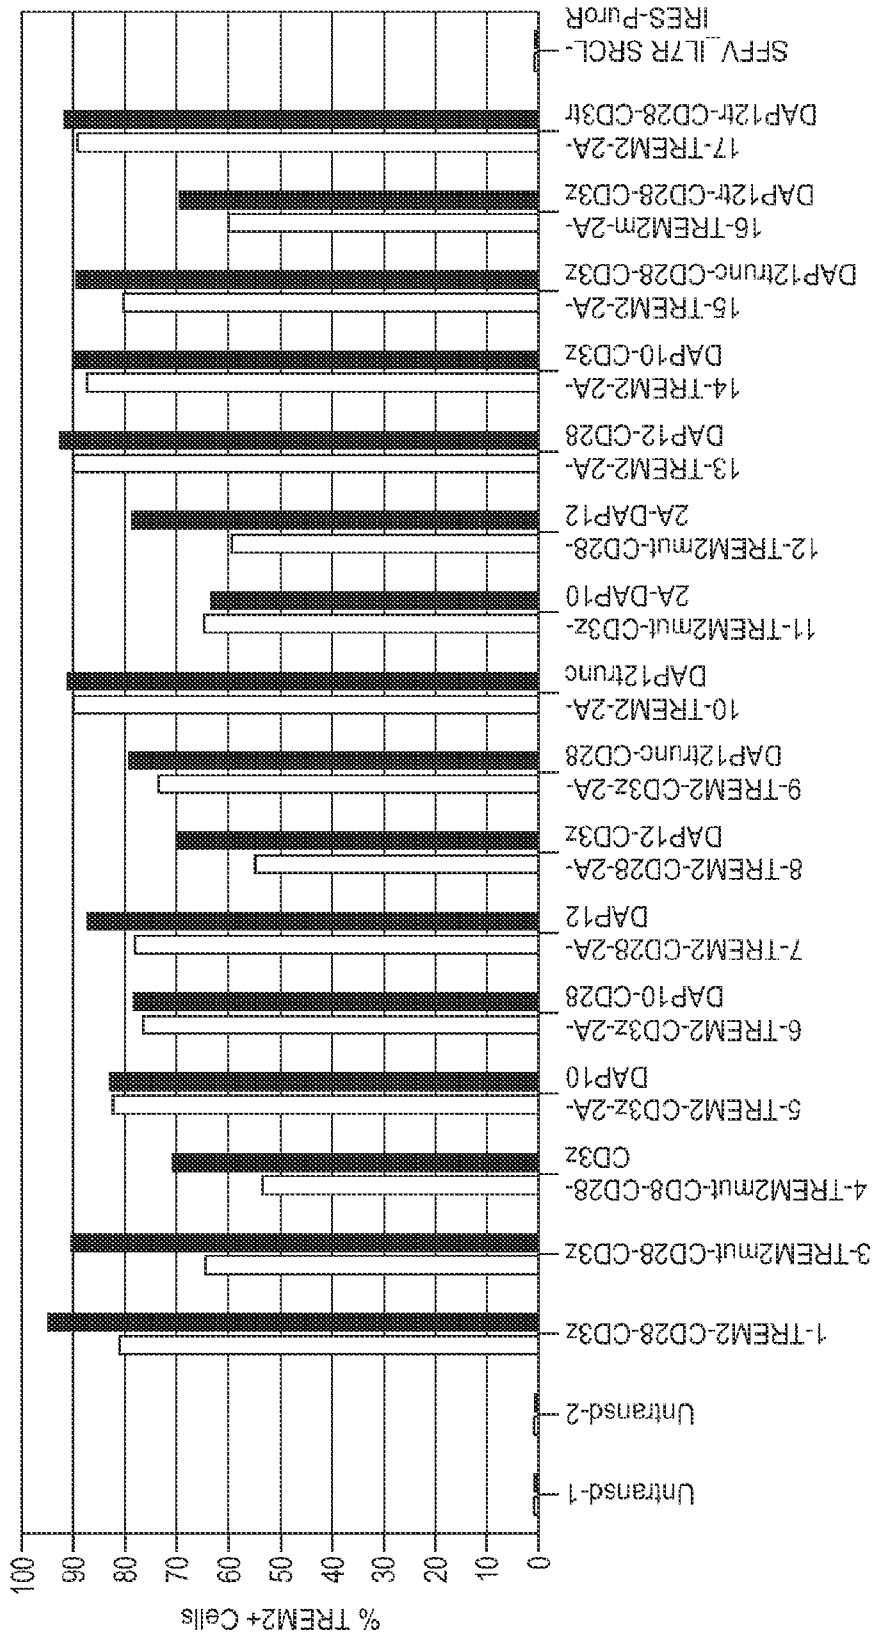 % TREM2+ Cells
100
90
80
70
60
50
40
30
20
10
0
Untransd-1
Untransd-2
1-TREM2-CD28-CD3z
3-TREM2mut-CD28-CD3z
4-TREM2mut-CD8-CD28-
CD3z
5-TREM2-CD3z-2A-
DAP10
6-TREM2-CD3z-2A-
DAP10-CD28
7-TREM2-CD28-2A-
DAP12
8-TREM2-CD28-2A-
DAP12-CD3z
9-TREM2-CD3z-2A-
DAP12trunc-CD28
10-TREM2-2A-
DAP12trunc
11-TREM2mut-CD3z-
2A-DAP10
12-TREM2mut-CD28-
2A-DAP12
13-TREM2-2A-
DAP12-CD28
14-TREM2-2A-
DAP10-CD3z
15-TREM2-2A-
DAP12trunc-CD28-CD3z
16-TREM2m-2A-
DAP12tr-CD28-CD3z
17-TREM2-2A-
DAP12tr-CD28-CD3tr
SFFV_IL7R SRCL-
IRES-PuroR